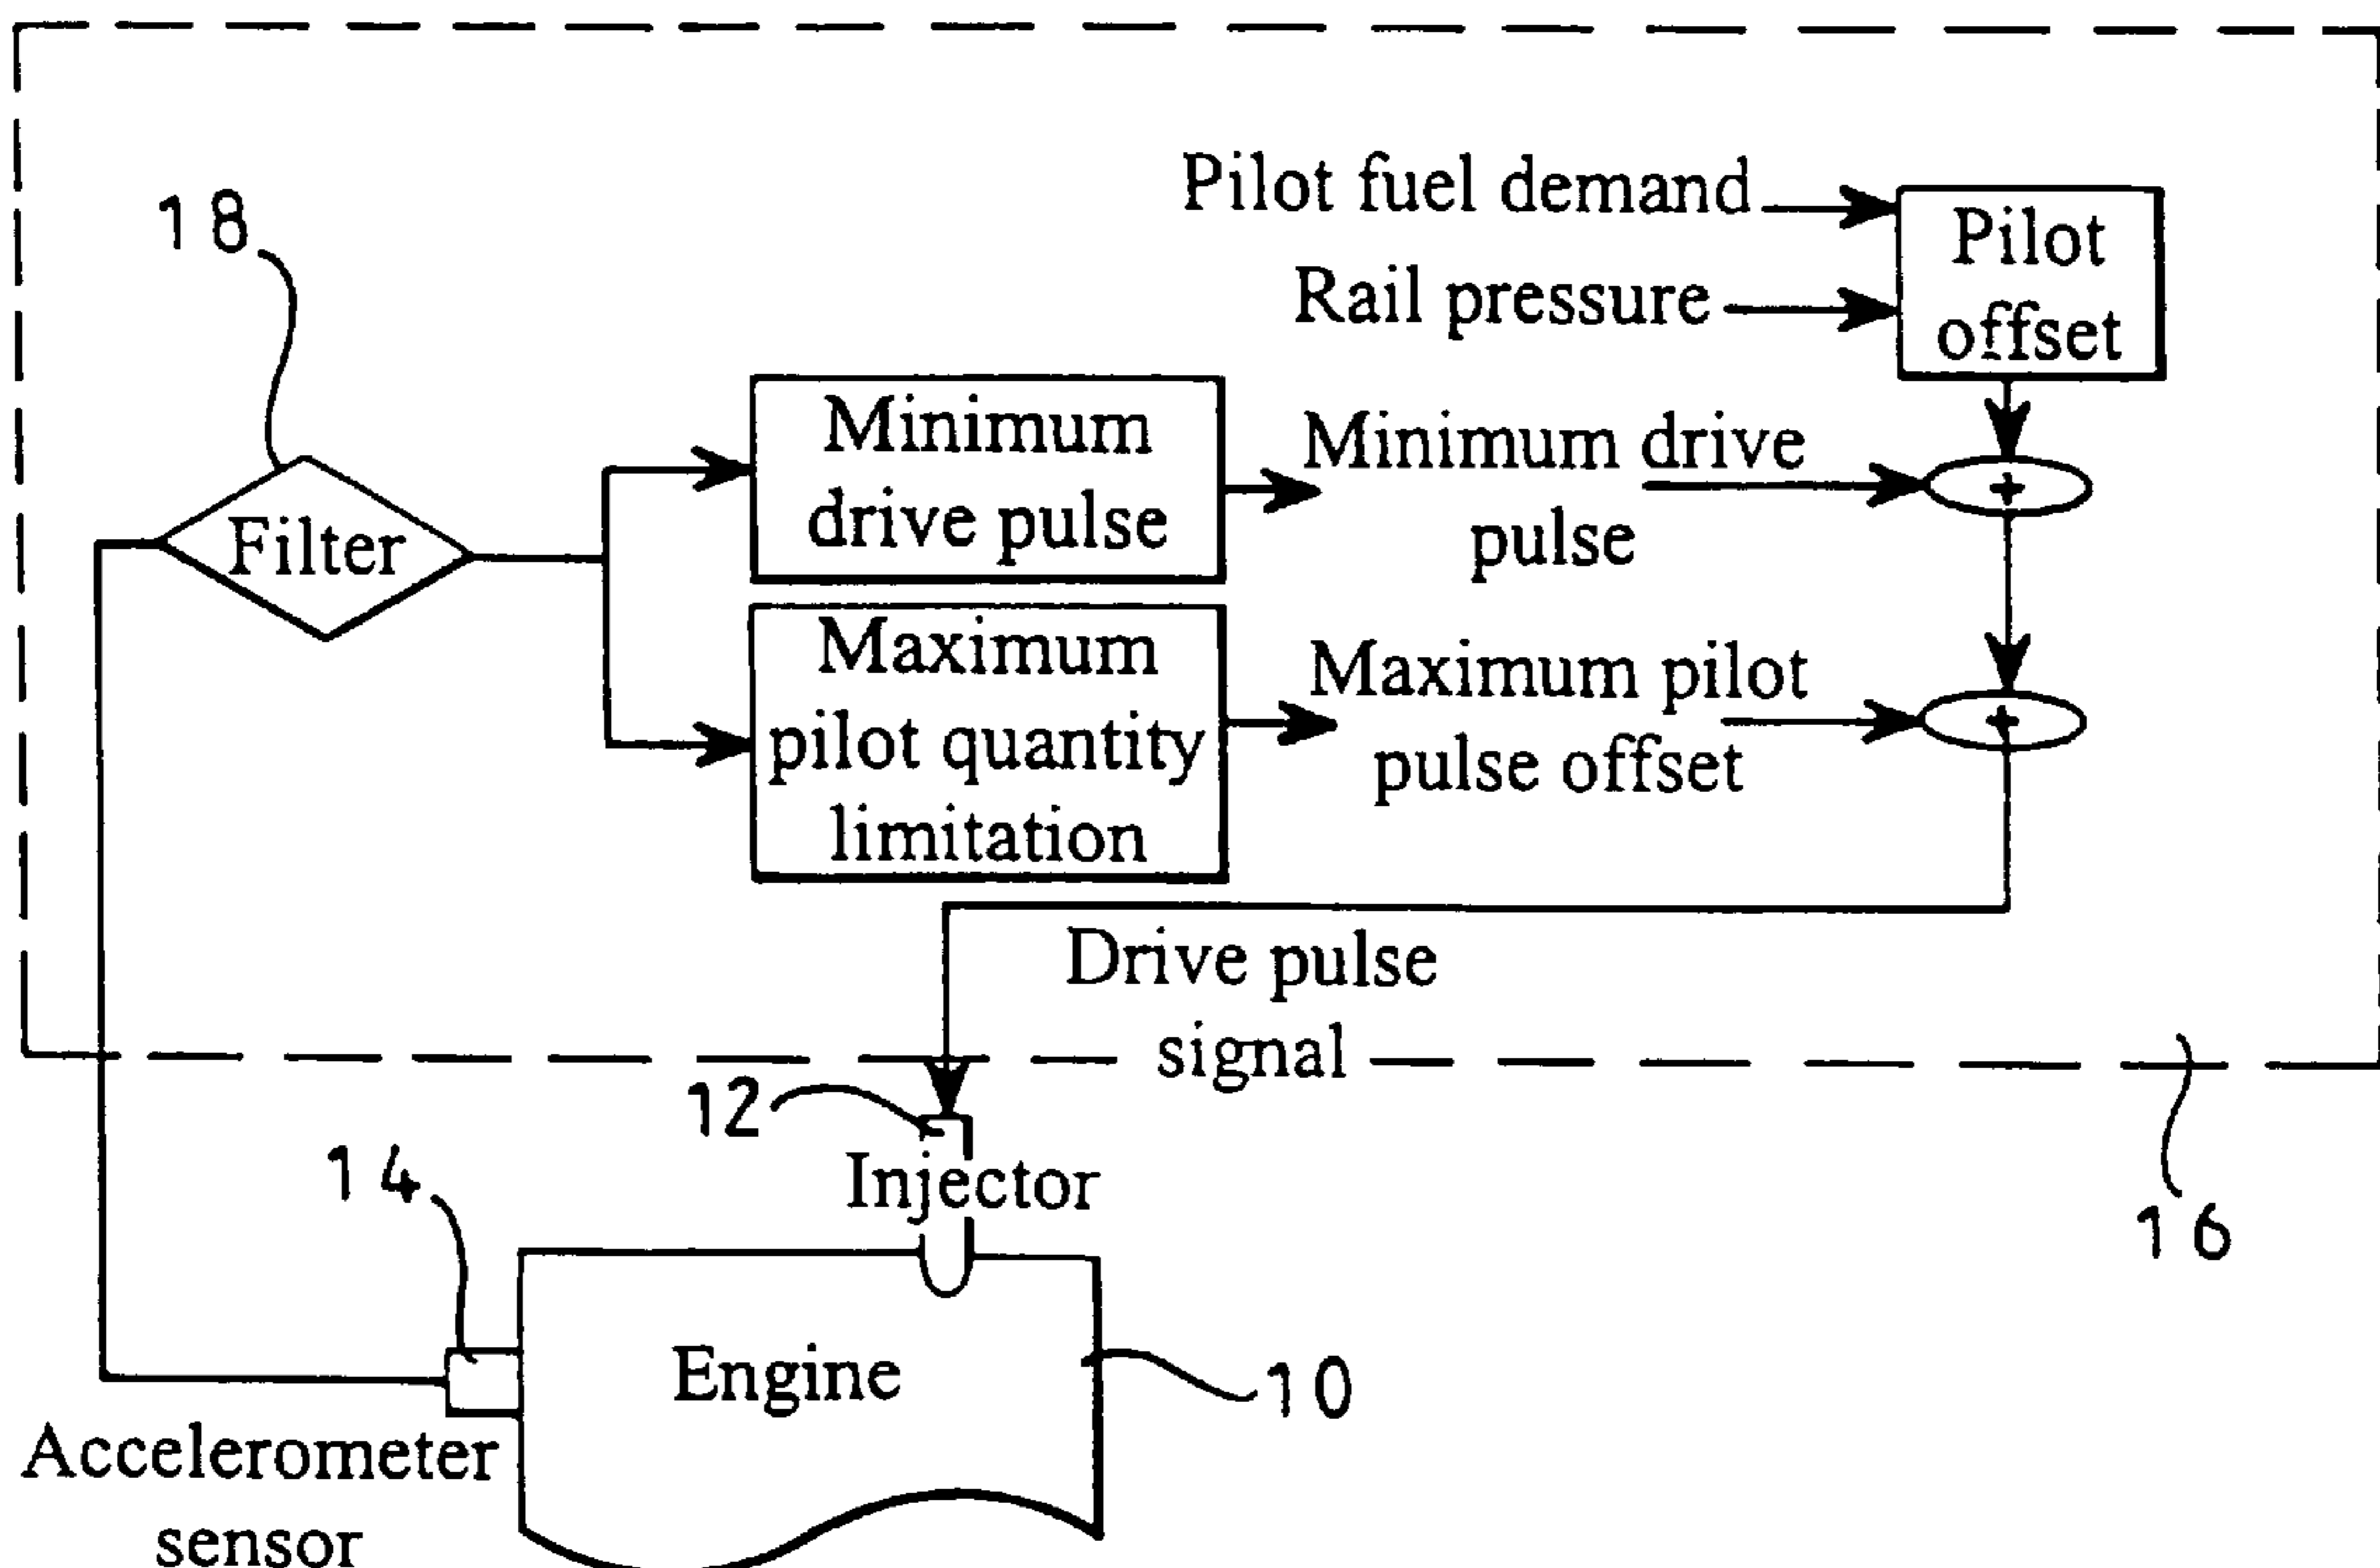 18
Pilot fuel demand
Rail pressure
Pilot
offset
Filter
Minimum
drive pulse
Minimum drive
pulse
+
Maximum
pilot quantity
limitation
Maximum pilot
pulse offset
+
Drive pulse
signal
12
Injector
14
16
Engine
10
Accelerometer
sensor